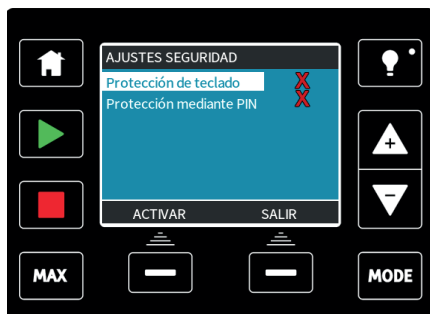 AJUSTES SEGURIDAD
Protección de teclado X
Protección mediante PIN X
+
-
ACTIVAR SALIR
MAX
MODE